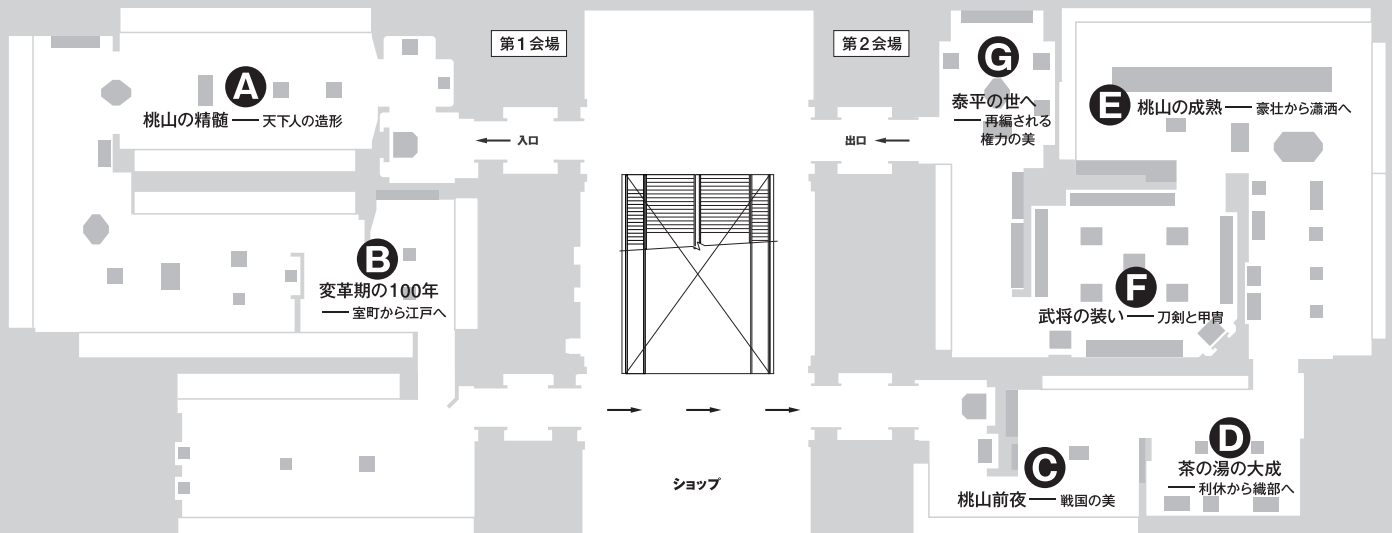 第1会場
第2会場
A
桃山の精髄 ── 天下人の造形
入口
B
変革期の100年
── 室町から江戸へ
ショップ
C
桃山前夜 ── 戦国の美
D
茶の湯の大成
── 利休から織部へ
E
桃山の成熟 ── 豪壮から瀟洒へ
F
武将の装い ── 刀剣と甲冑
G
泰平の世へ
── 再編される
権力の美
出口